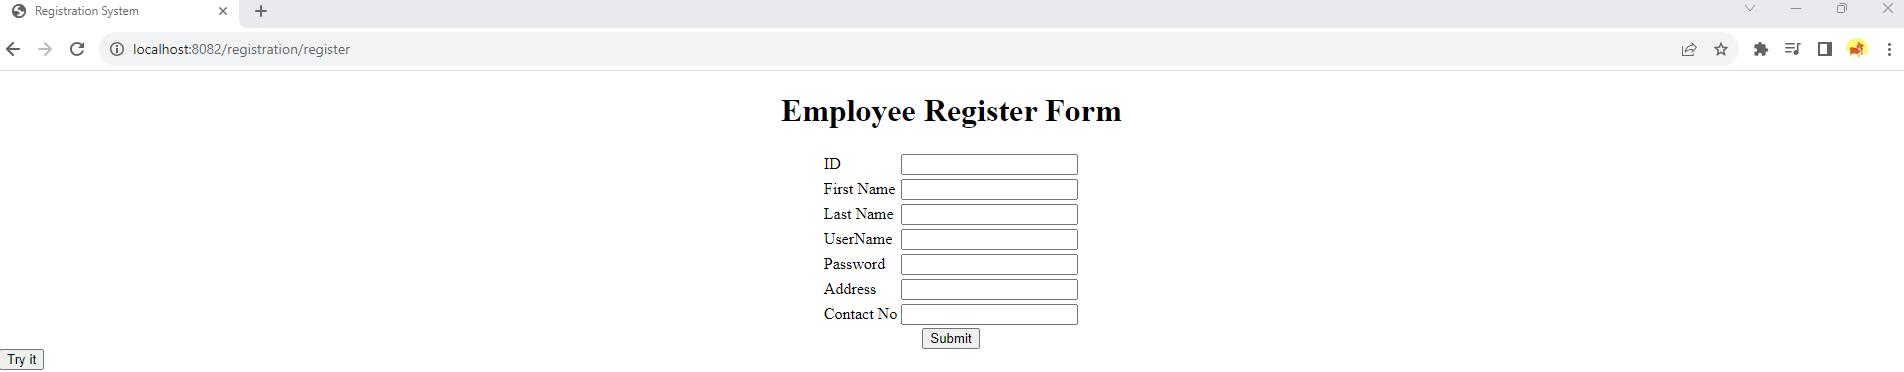 Registration System
localhost:8082/registration/register
Employee Register Form
ID
First Name
Last Name
UserName
Password
Address
Contact No
Submit
Try it